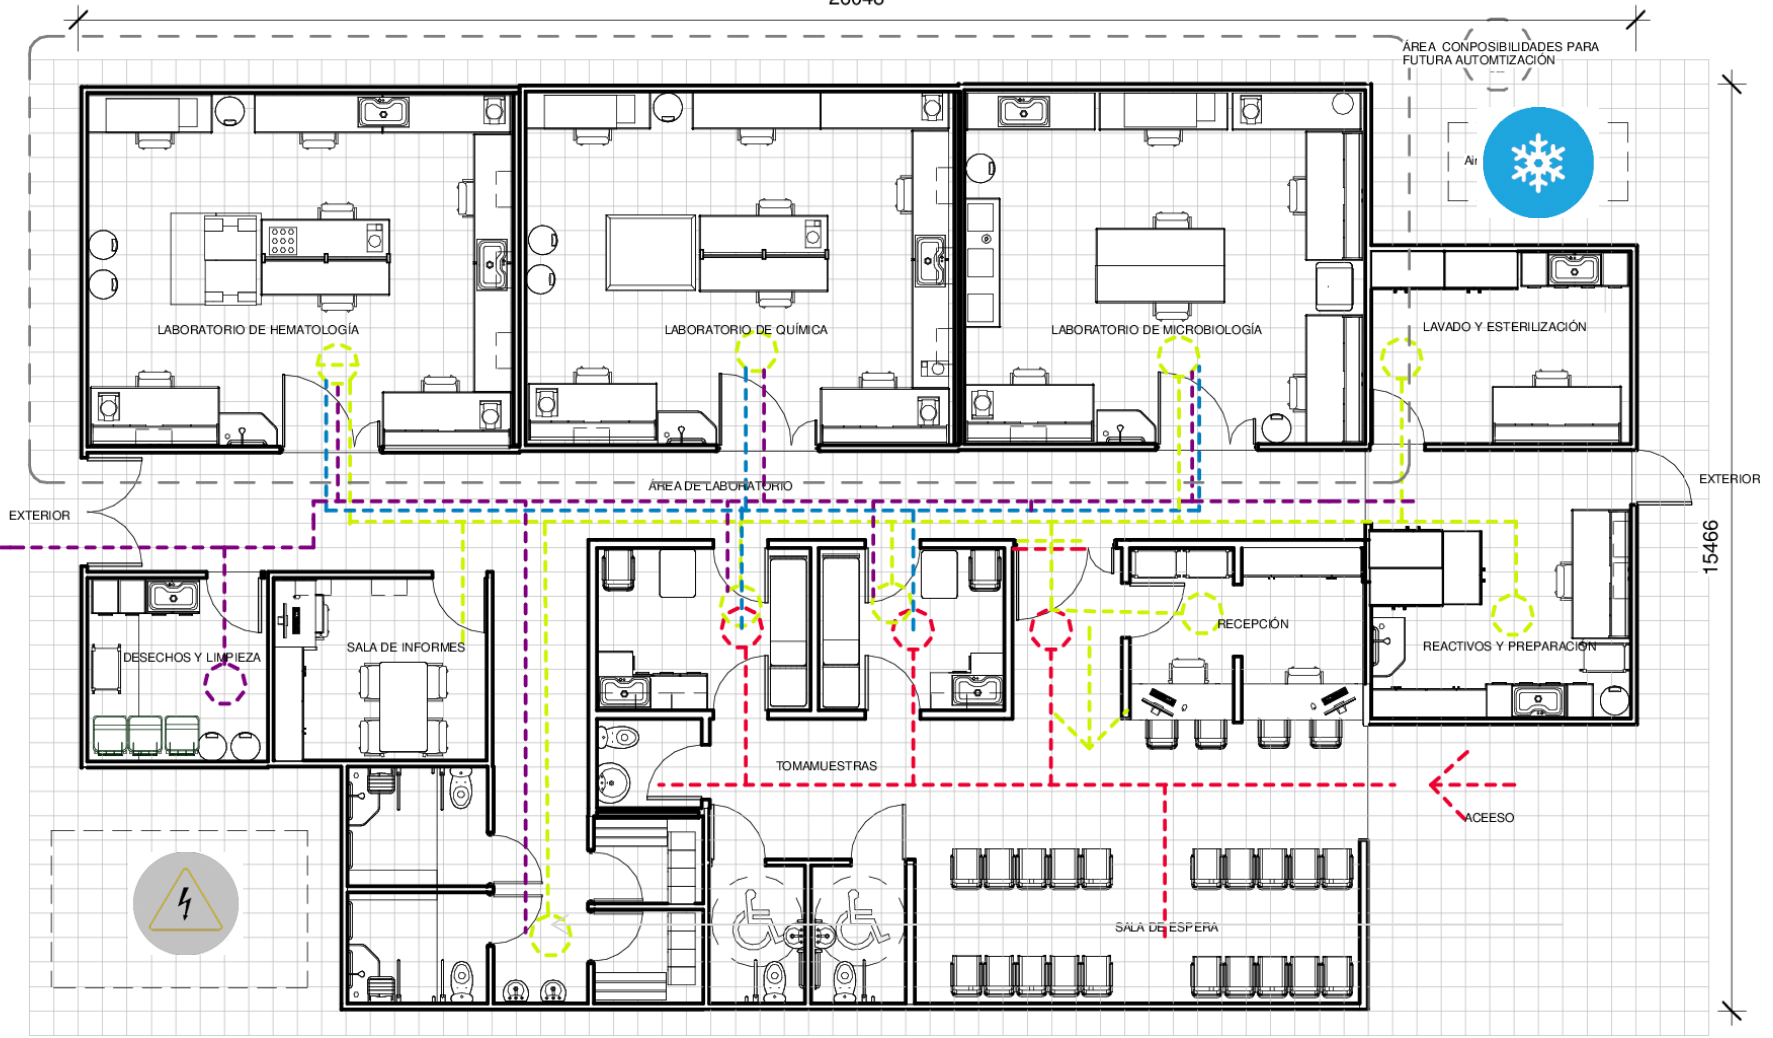 ÁREA CONPOSIBILIDADES PARA
FUTURA AUTOMTIZACIÓN
LABORATORIO DE HEMATOLOGÍA
LABORATORIO DE QUÍMICA
LABORATORIO DE MICROBIOLOGÍA
LAVADO Y ESTERILIZACIÓN
ÁREA DE LABORATORIO
EXTERIOR
EXTERIOR
15466
RECEPCIÓN
DESECHOS Y LIMPIEZA
SALA DE INFORMES
REACTIVOS Y PREPARACIÓN
TOMAMUESTRAS
ACEESO
SALA DE ESPERA